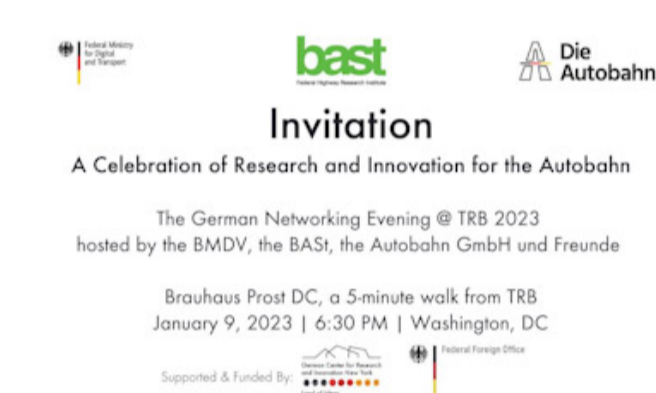 Federal Ministry
for Digital
and Transport
bast
Federal Highway Research Institute
Die
Autobahn
Invitation
A Celebration of Research and Innovation for the Autobahn
The German Networking Evening @ TRB 2023
hosted by the BMDV, the BASt, the Autobahn GmbH und Freunde
Brauhaus Prost DC, a 5-minute walk from TRB
January 9, 2023 | 6:30 PM | Washington, DC
Supported & Funded By:
German Center for Research
and Innovation New York
Federal Foreign Office